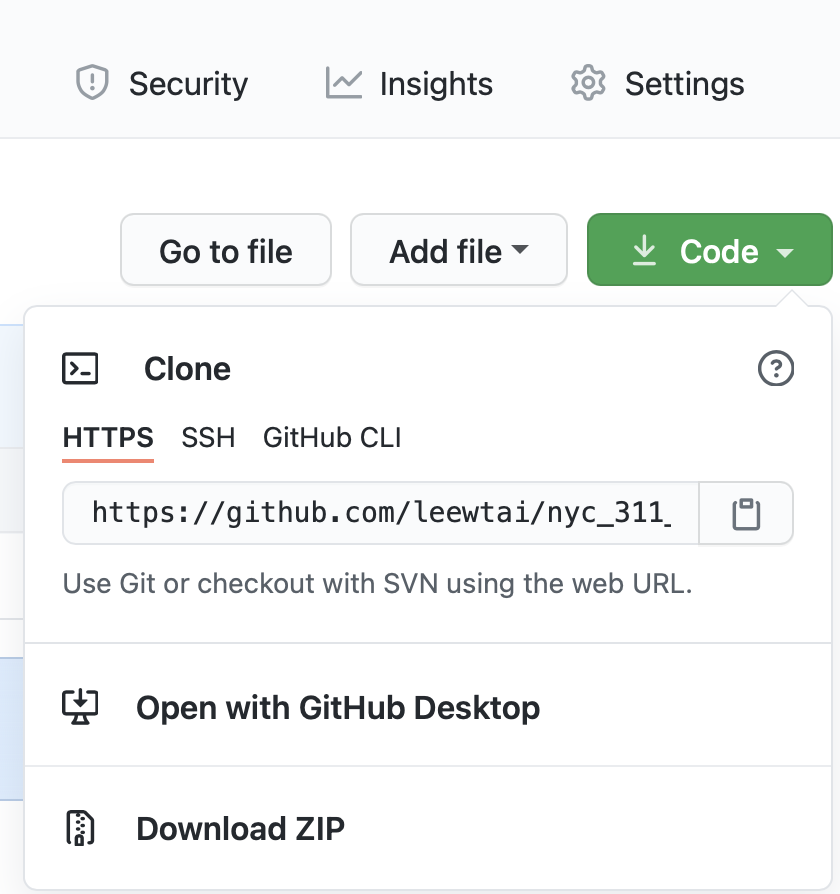 Security Insights Settings
Go to file Add file Code
Clone
HTTPS SSH GitHub CLI
https://github.com/leewtai/nyc_311_
Use Git or checkout with SVN using the web URL.
Open with GitHub Desktop
Download ZIP